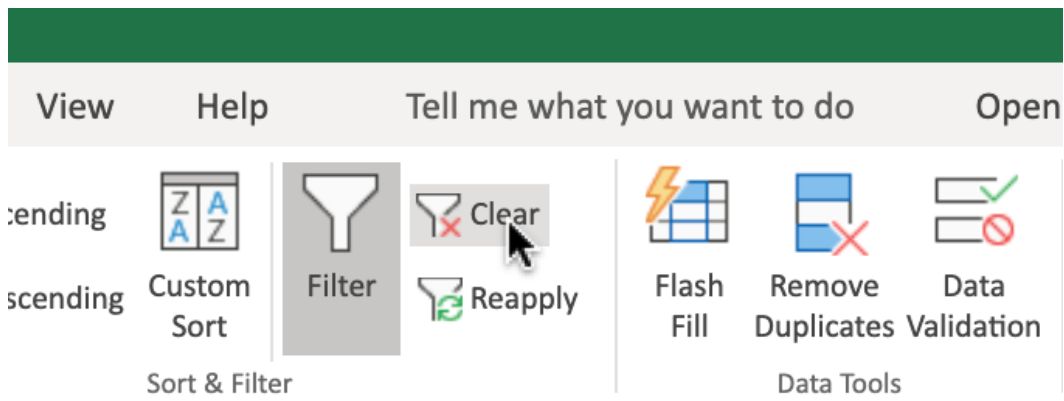 View Help Tell me what you want to do Open
cending
scending
Custom
Sort
Filter
Clear
Reapply
Sort & Filter
Flash
Fill
Remove
Duplicates
Data
Validation
Data Tools